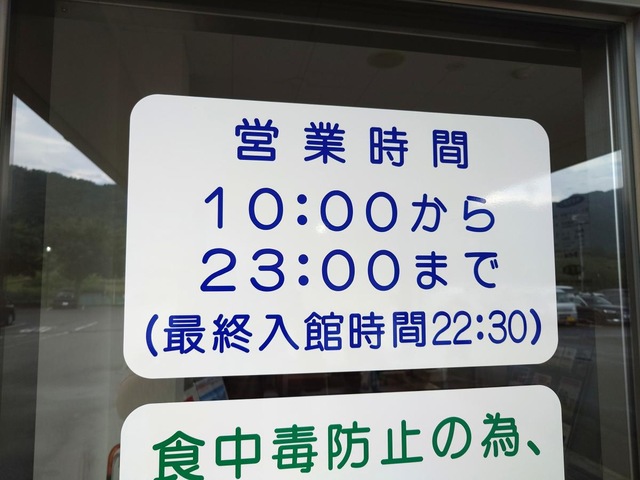 営業時間
10:00から
23:00まで
(最終入館時間22:30)
食中毒防止の為、